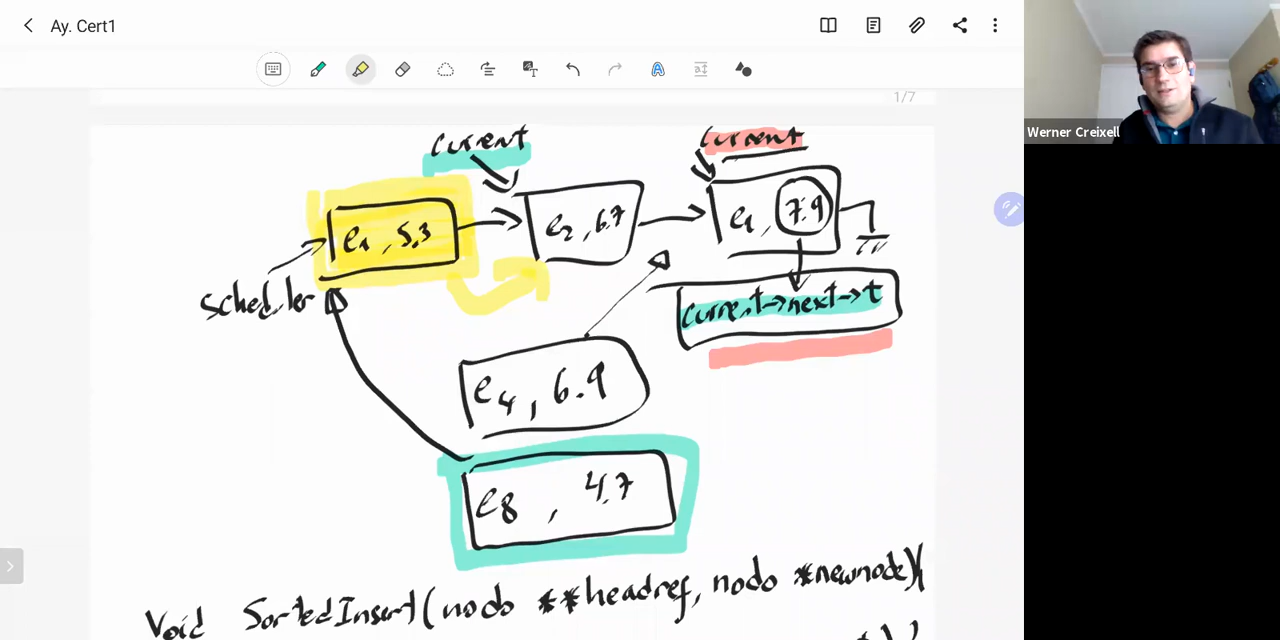 Ay. Cert1
1/7
current
current
Werner Creixell
e1, 5.3
e2, 6.7
e1, 7.9
scheduler
current→next→t
e4, 6.9
e8, 4.7
Void SortedInsert(nodo **headref, nodo *newnode){